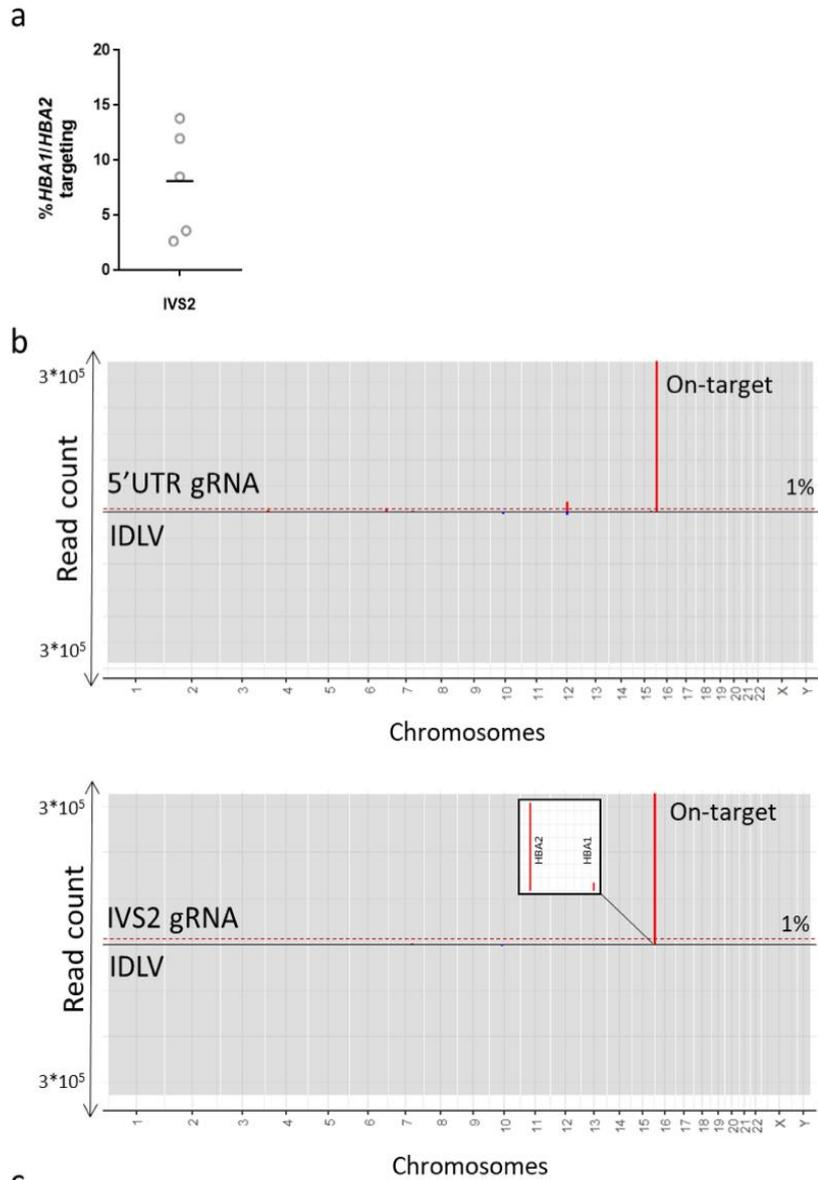 a
20
15
10
5
0
%HBA1/HBA2
targeting
IVS2
b
3*10⁵
On-target
5'UTR gRNA
1%
Read count
IDLV
3*10⁵
1 2 3 4 5 6 7 8 9 10 11 12 13 14 15 16 17 18 19 20 21 22 X Y
Chromosomes
3*10⁵
On-target
HBA2
HBA1
IVS2 gRNA
1%
Read count
IDLV
3*10⁵
1 2 3 4 5 6 7 8 9 10 11 12 13 14 15 16 17 18 19 20 21 22 X Y
Chromosomes